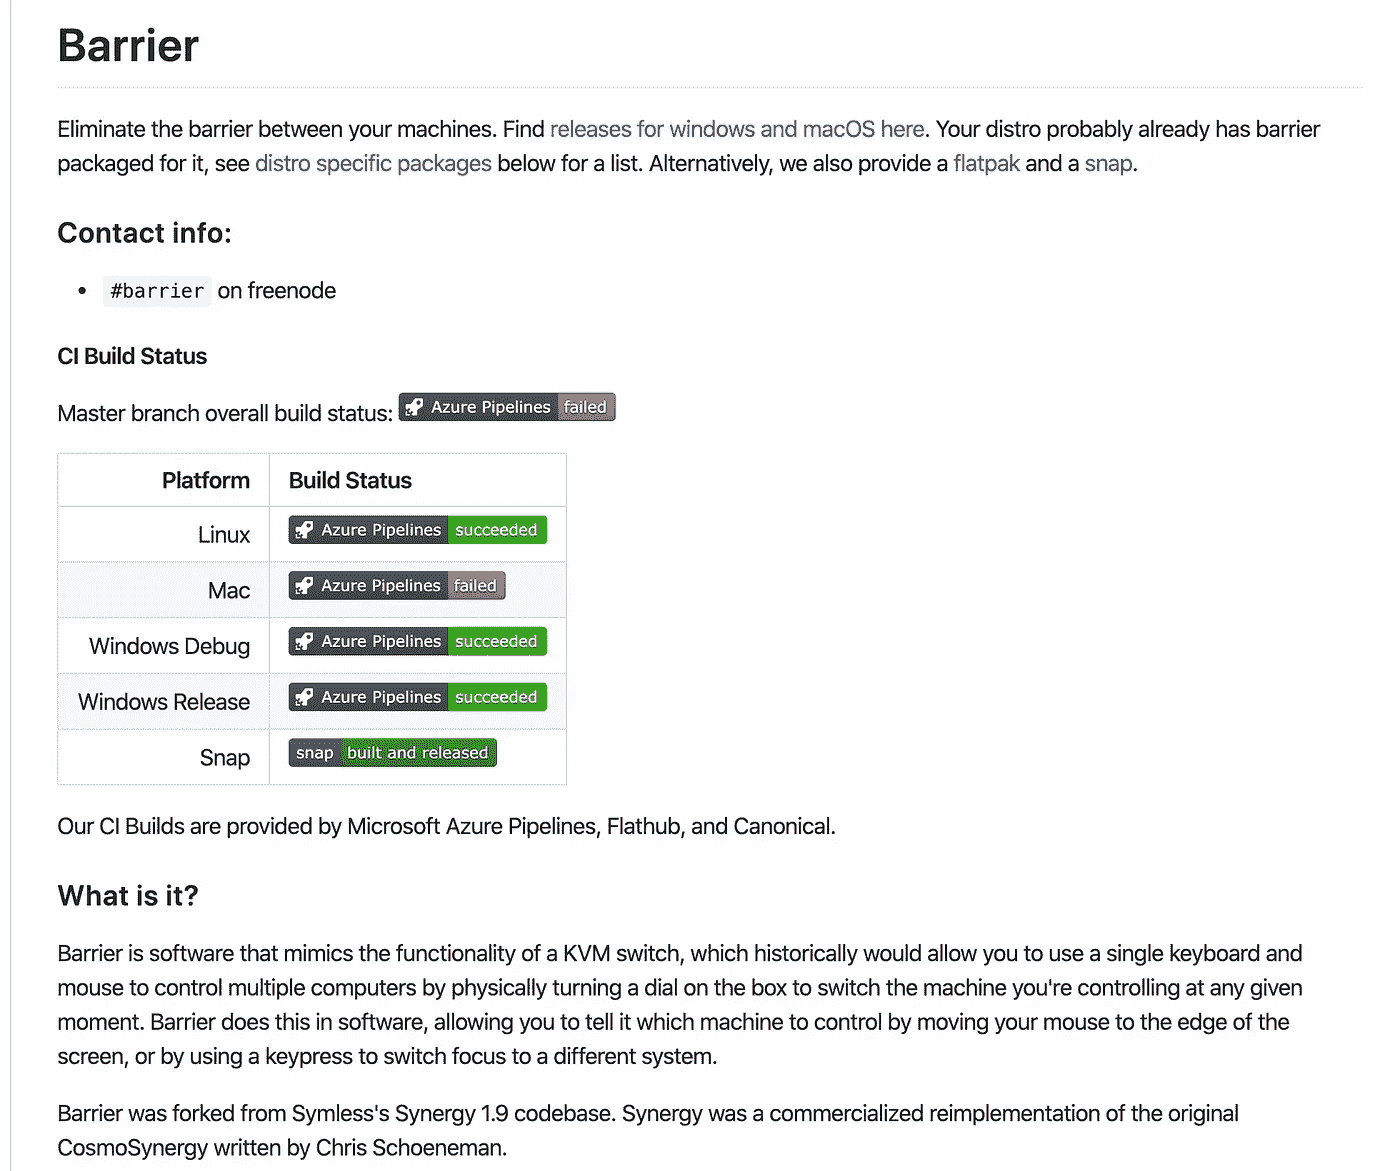 Barrier
Eliminate the barrier between your machines. Find releases for windows and macOS here. Your distro probably already has barrier
packaged for it, see distro specific packages below for a list. Alternatively, we also provide a flatpak and a snap.
Contact info:
• #barrier on freenode
CI Build Status
Master branch overall build status: Azure Pipelines failed
Platform Build Status
Linux Azure Pipelines succeeded
Mac Azure Pipelines failed
Windows Debug Azure Pipelines succeeded
Windows Release Azure Pipelines succeeded
Snap snap built and released
Our CI Builds are provided by Microsoft Azure Pipelines, Flathub, and Canonical.
What is it?
Barrier is software that mimics the functionality of a KVM switch, which historically would allow you to use a single keyboard and
mouse to control multiple computers by physically turning a dial on the box to switch the machine you're controlling at any given
moment. Barrier does this in software, allowing you to tell it which machine to control by moving your mouse to the edge of the
screen, or by using a keypress to switch focus to a different system.
Barrier was forked from Symless's Synergy 1.9 codebase. Synergy was a commercialized reimplementation of the original
CosmoSynergy written by Chris Schoeneman.